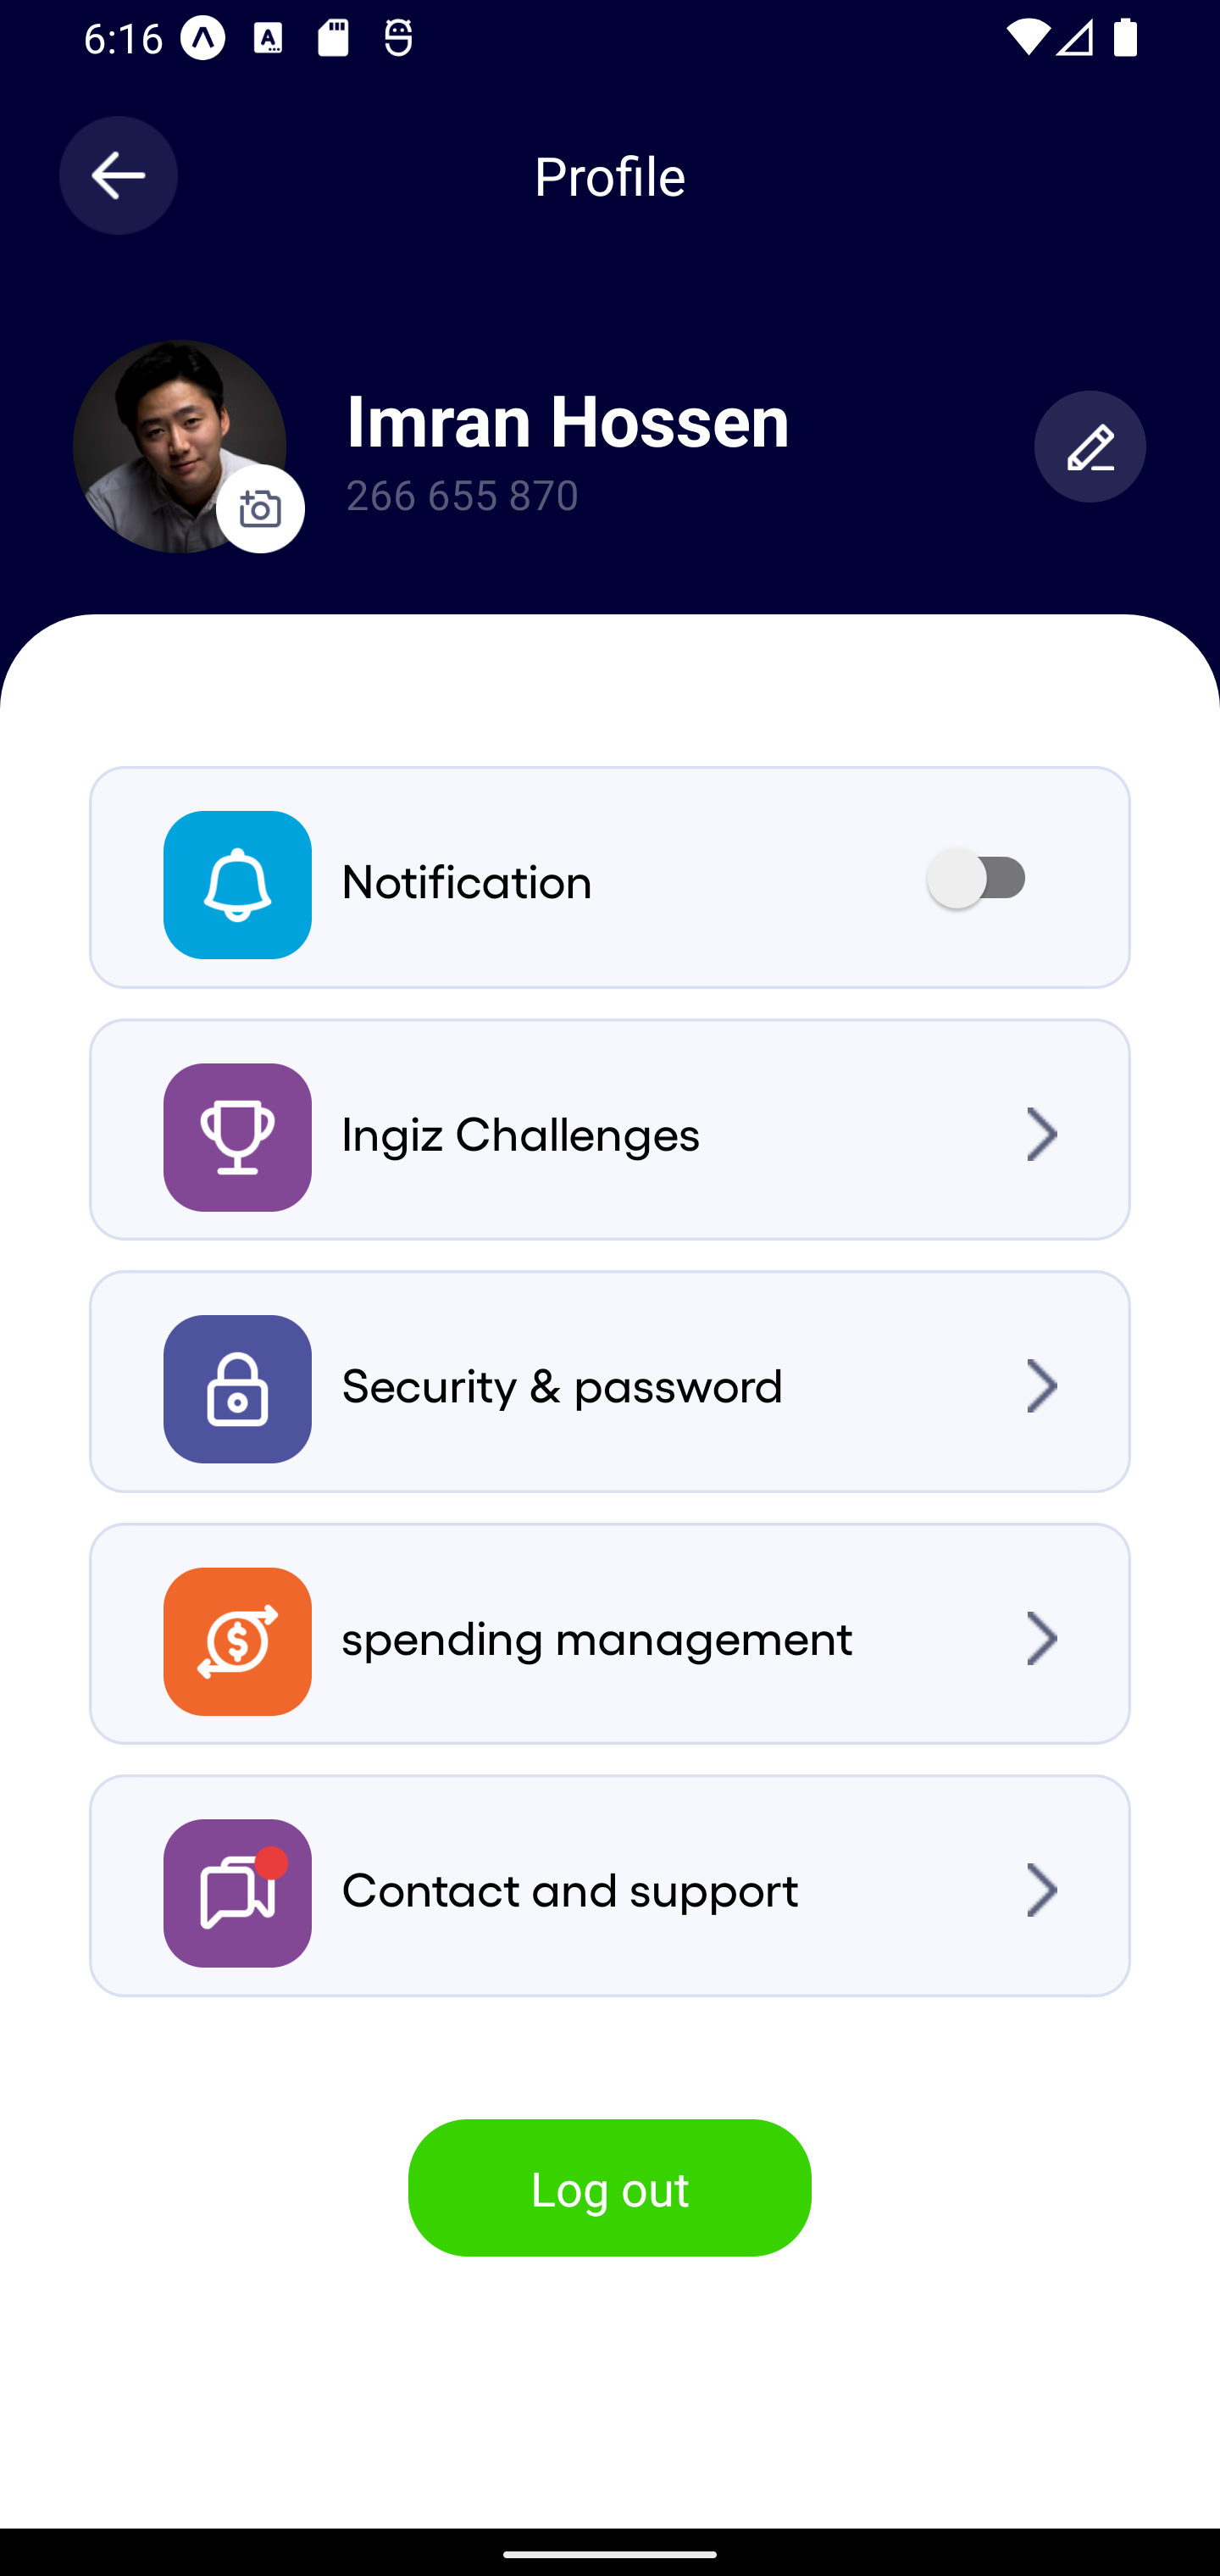 6:16
Profile
Imran Hossen
266 655 870
Notification
Ingiz Challenges
Security & password
spending management
Contact and support
Log out